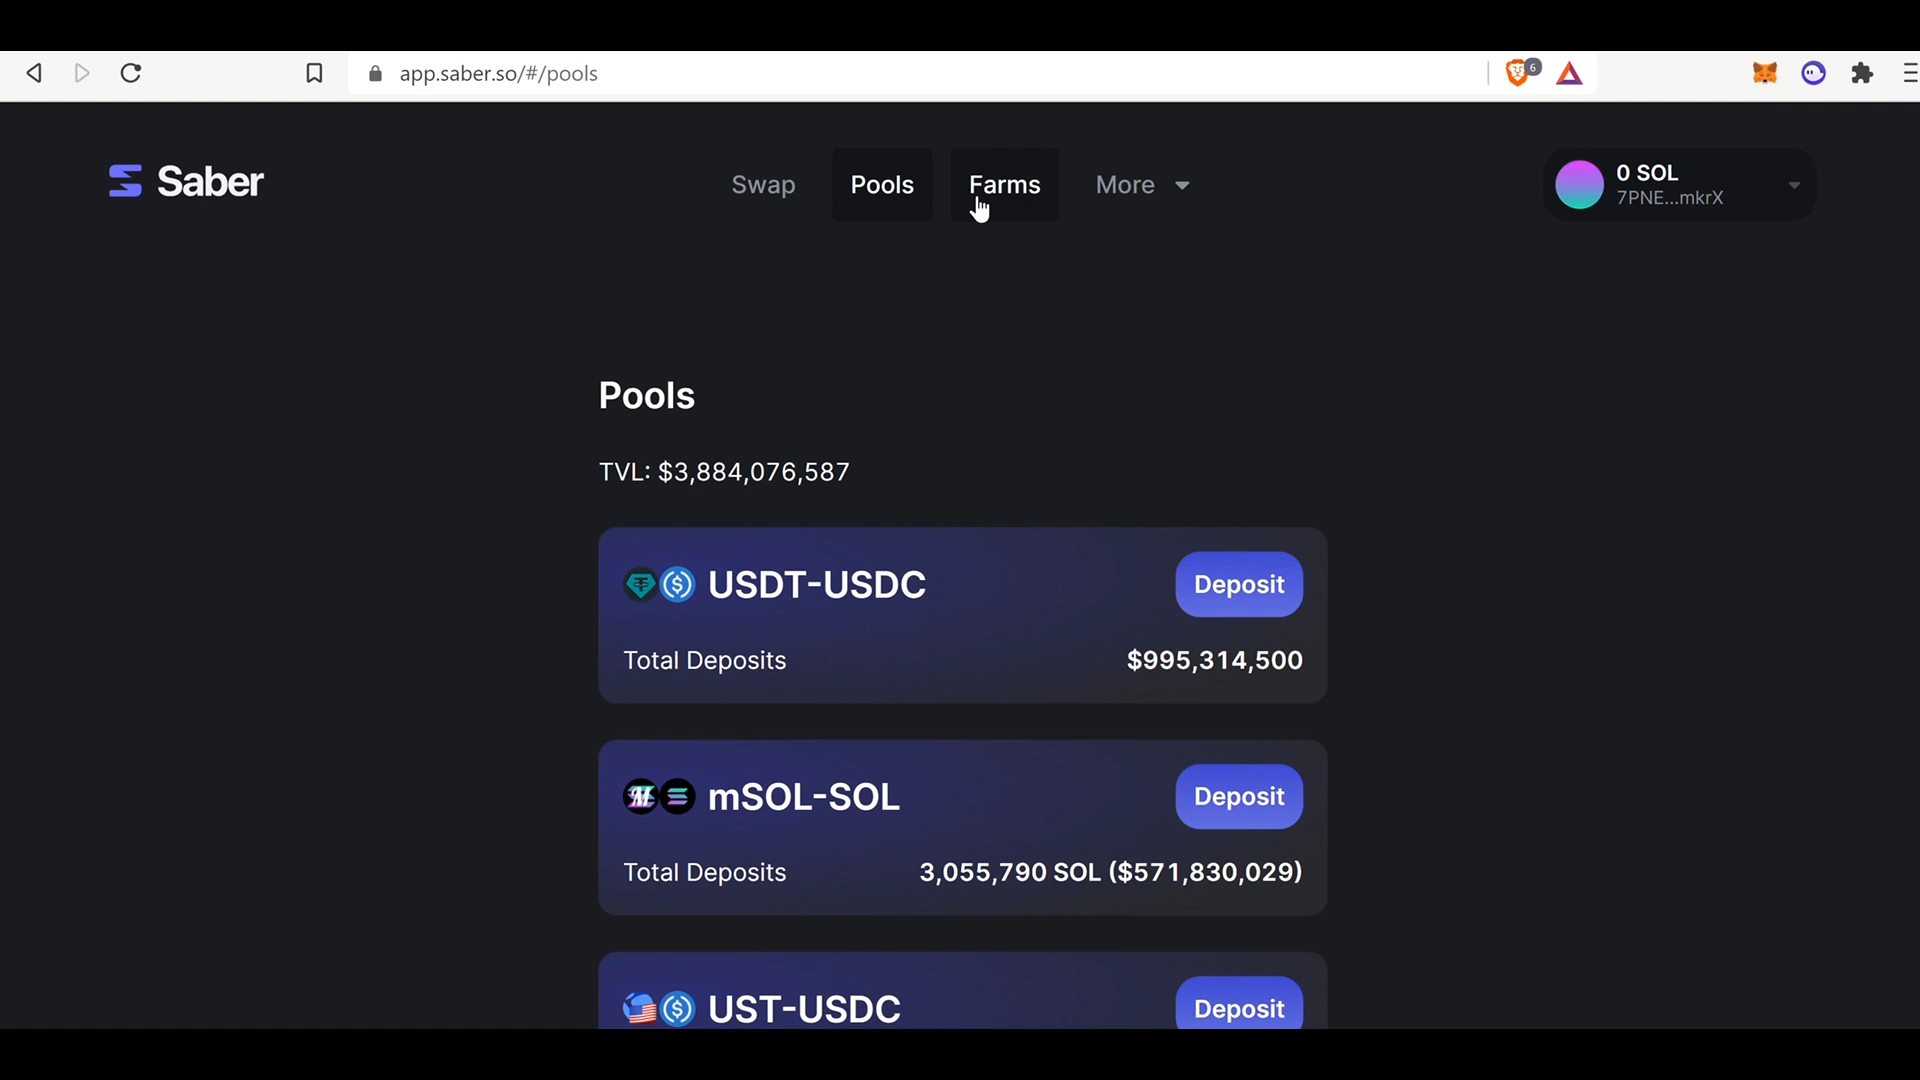 app.saber.so/#/pools
6
Saber
Swap
Pools
Farms
More
0 SOL
7PNE...mkrX
Pools
TVL: $3,884,076,587
USDT-USDC
Deposit
Total Deposits
$995,314,500
mSOL-SOL
Deposit
Total Deposits
3,055,790 SOL ($571,830,029)
UST-USDC
Deposit